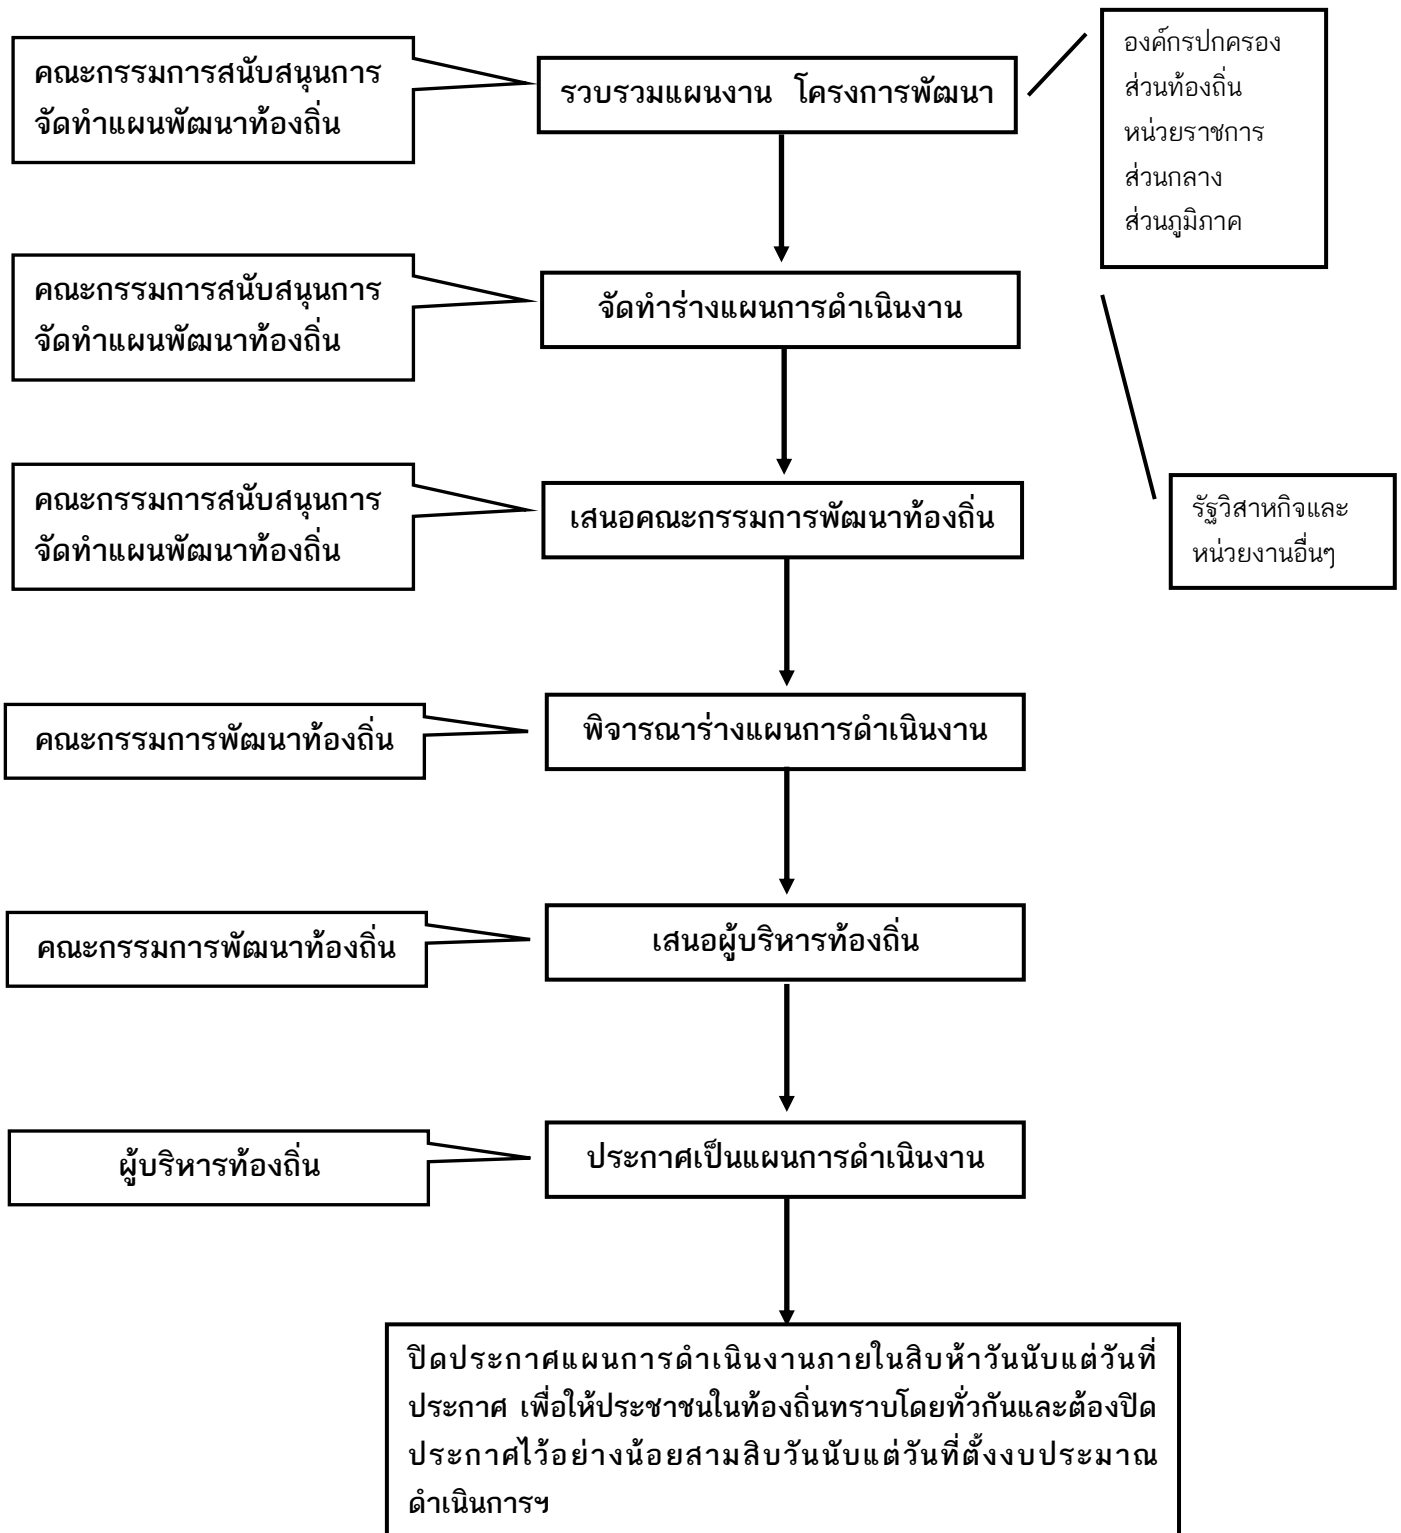 คณะกรรมการสนับสนุนการ
จัดทำแผนพัฒนาท้องถิ่น
รวบรวมแผนงาน โครงการพัฒนา
องค์กรปกครอง
ส่วนท้องถิ่น
หน่วยราชการ
ส่วนกลาง
ส่วนภูมิภาค
คณะกรรมการสนับสนุนการ
จัดทำแผนพัฒนาท้องถิ่น
จัดทำร่างแผนการดำเนินงาน
คณะกรรมการสนับสนุนการ
จัดทำแผนพัฒนาท้องถิ่น
เสนอคณะกรรมการพัฒนาท้องถิ่น
รัฐวิสาหกิจและ
หน่วยงานอื่นๆ
คณะกรรมการพัฒนาท้องถิ่น
พิจารณาร่างแผนการดำเนินงาน
คณะกรรมการพัฒนาท้องถิ่น
เสนอผู้บริหารท้องถิ่น
ผู้บริหารท้องถิ่น
ประกาศเป็นแผนการดำเนินงาน
ปิดประกาศแผนการดำเนินงานภายในสิบห้าวันนับแต่วันที่
ประกาศ เพื่อให้ประชาชนในท้องถิ่นทราบโดยทั่วกันและต้องปิด
ประกาศไว้อย่างน้อยสามสิบวันนับแต่วันที่ตั้งงบประมาณ
ดำเนินการฯ